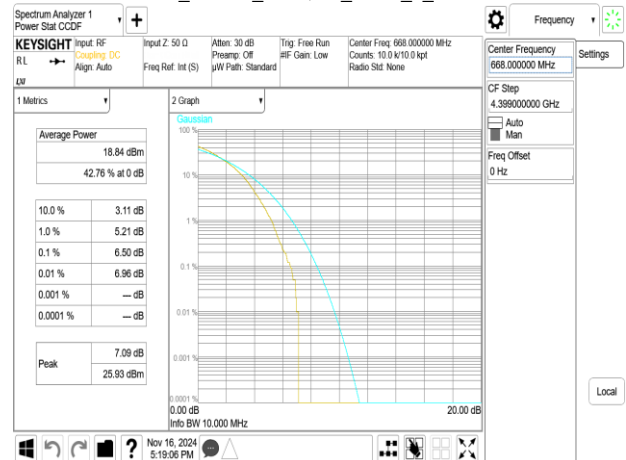 Spectrum Analyzer 1
Power Stat CCDF
Frequency
KEYSIGHT
RL
Input: RF
Coupling: DC
Align: Auto
Input Z: 50 Ω
Freq Ref: Int (S)
Atten: 30 dB
Preamp: Off
µW Path: Standard
Trig: Free Run
#IF Gain: Low
Center Freq: 668.000000 MHz
Counts: 10.0 k/10.0 kpt
Radio Std: None
Center Frequency
668.000000 MHz
Settings
CF Step
4.399000000 GHz
Auto
Man
Freq Offset
0 Hz
1 Metrics
2 Graph
Average Power
18.84 dBm
42.76 % at 0 dB
10.0 % 3.11 dB
1.0 % 5.21 dB
0.1 % 6.50 dB
0.01 % 6.96 dB
0.001 % --- dB
0.0001 % --- dB
Peak
7.09 dB
25.93 dBm
Gaussian
100 %
10 %
1 %
0.1 %
0.01 %
0.001 %
0.0001 %
0.00 dB
20.00 dB
Info BW 10.000 MHz
Local
?
Nov 16, 2024
5:19:06 PM